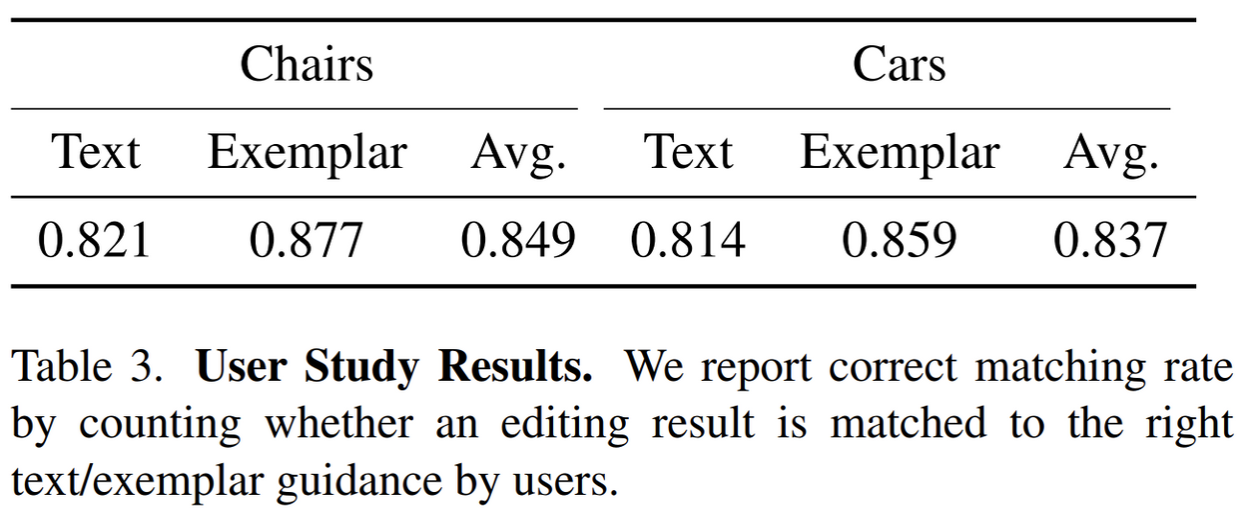 Chairs Cars
Text Exemplar Avg. Text Exemplar Avg.
0.821 0.877 0.849 0.814 0.859 0.837
Table 3. User Study Results. We report correct matching rate
by counting whether an editing result is matched to the right
text/exemplar guidance by users.